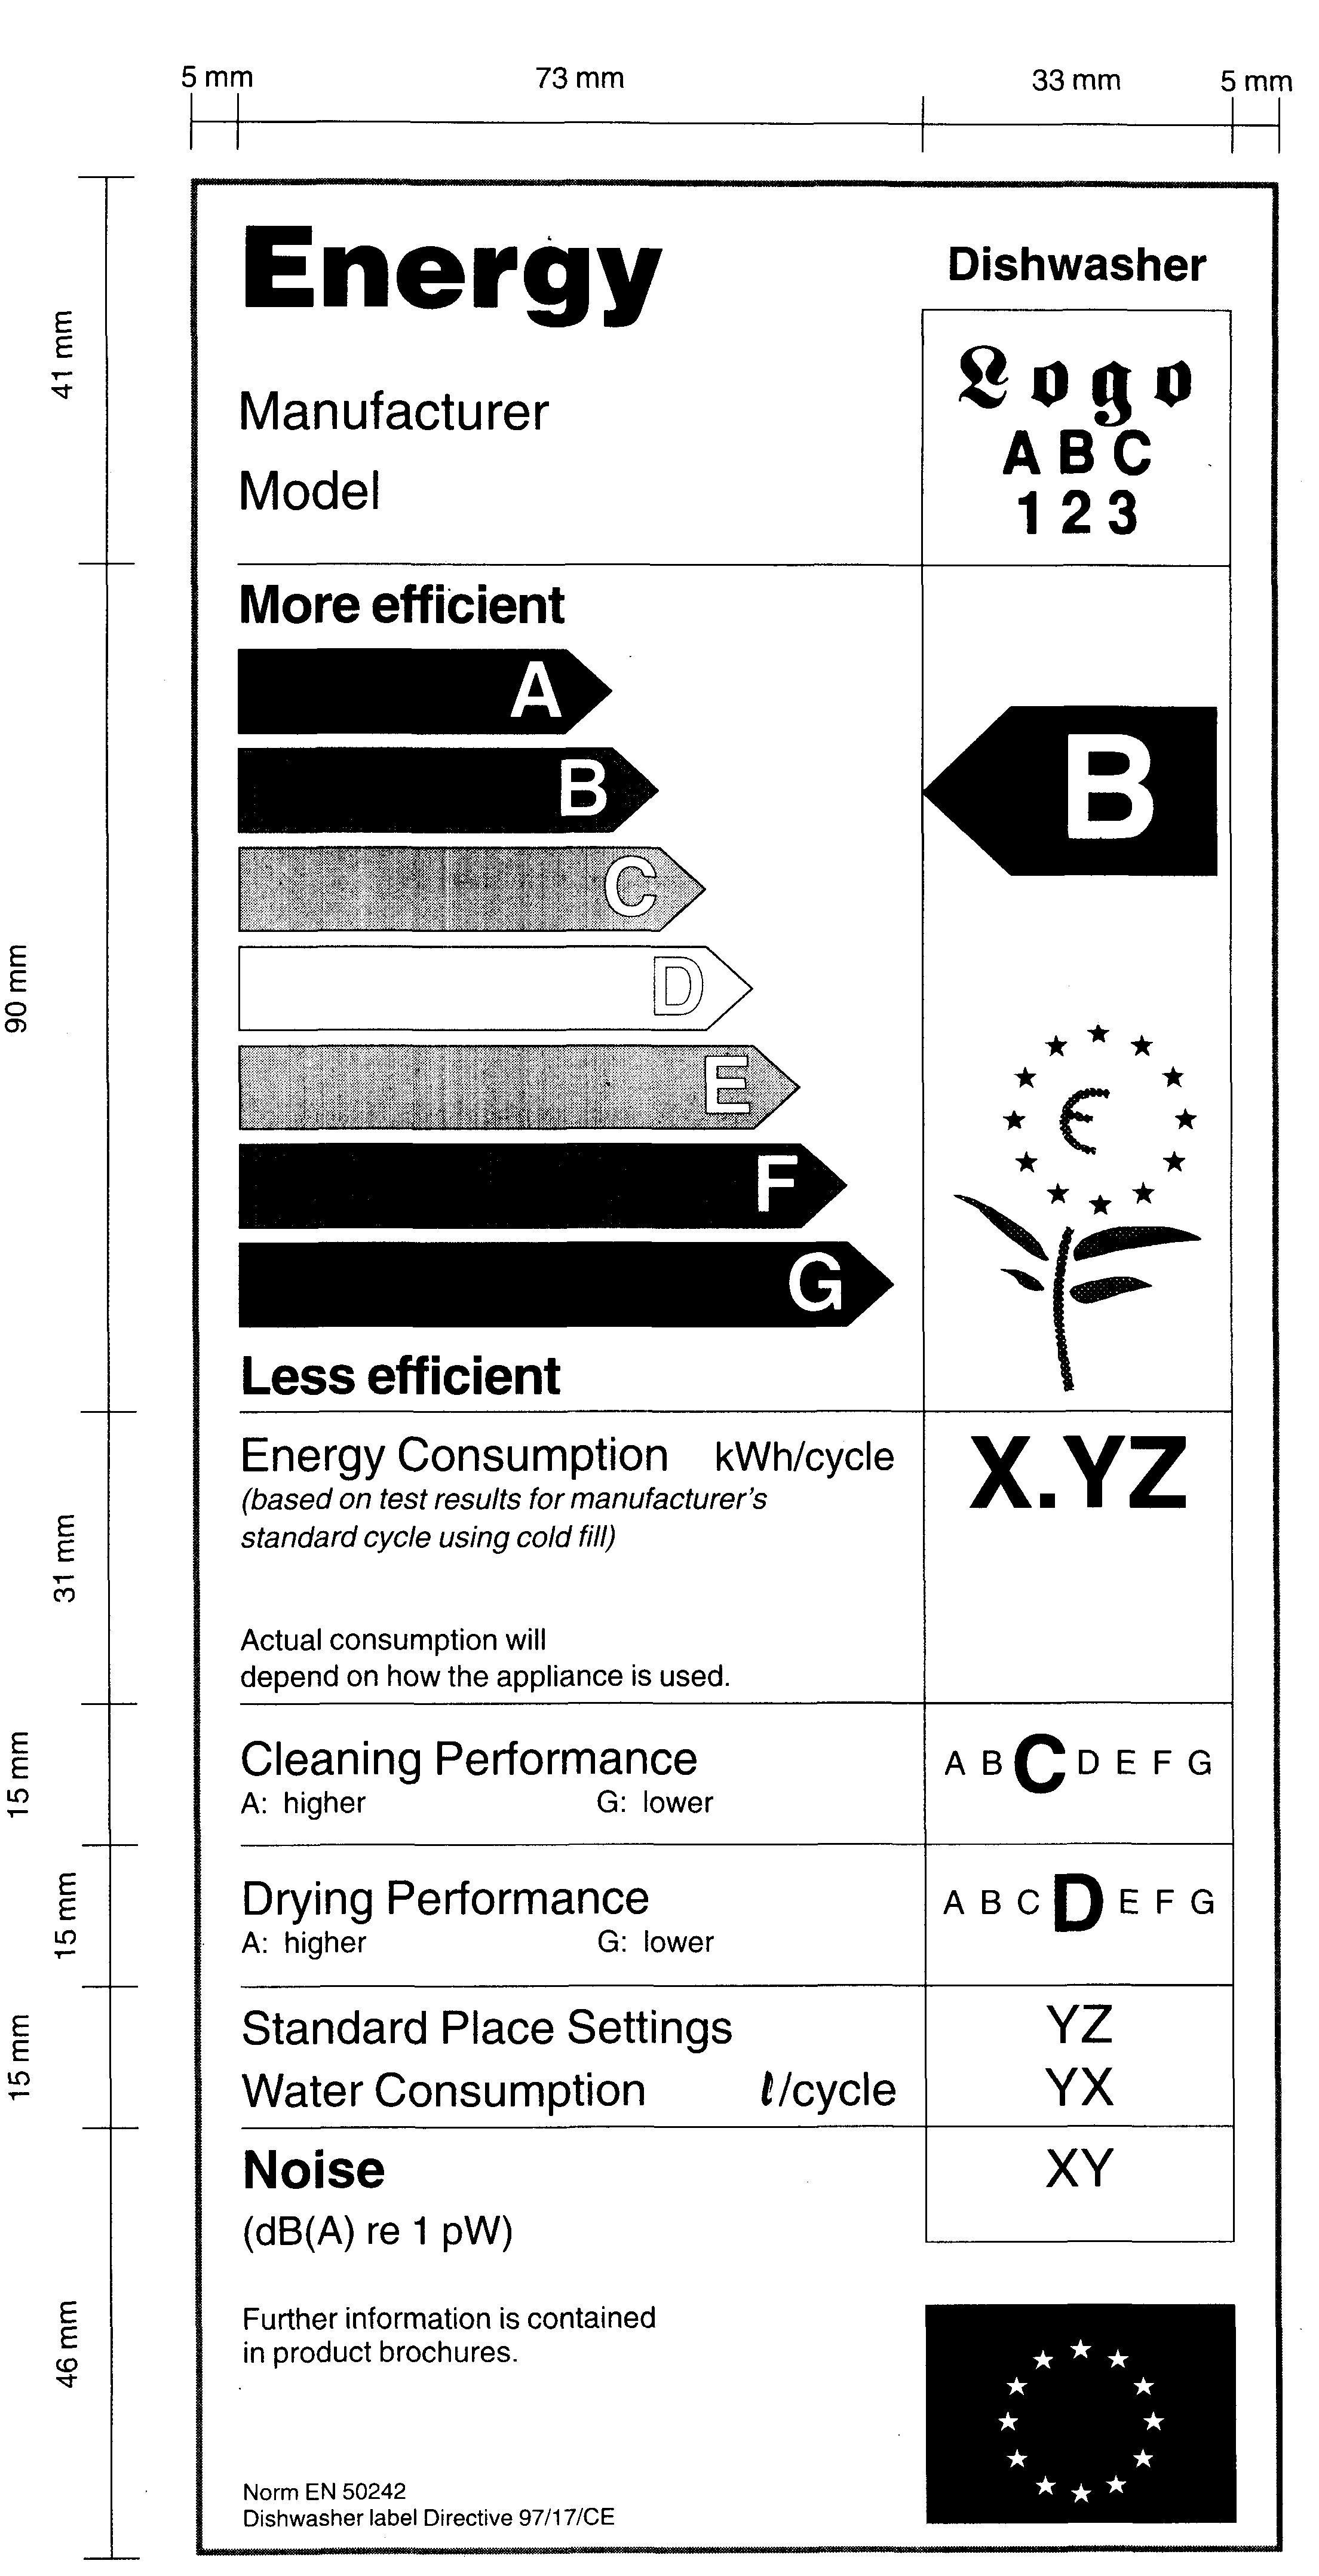 5 mm 73 mm 33 mm 5 mm
41 mm
Energy
Dishwasher
Manufacturer
Model
Logo
ABC
123
90 mm
More efficient
A
B
C
D
E
F
G
Less efficient
B
31 mm
Energy Consumption kWh/cycle
X.YZ
(based on test results for manufacturer's
standard cycle using cold fill)
Actual consumption will
depend on how the appliance is used.
15 mm
Cleaning Performance
A B C D E F G
A: higher G: lower
15 mm
Drying Performance
A B C D E F G
A: higher G: lower
15 mm
Standard Place Settings YZ
Water Consumption ℓ/cycle YX
46 mm
Noise XY
(dB(A) re 1 pW)
Further information is contained
in product brochures.
Norm EN 50242
Dishwasher label Directive 97/17/CE